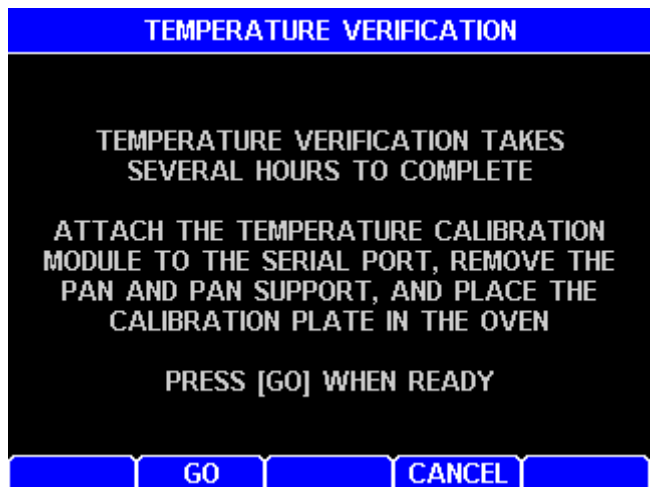 TEMPERATURE VERIFICATION
TEMPERATURE VERIFICATION TAKES
SEVERAL HOURS TO COMPLETE
ATTACH THE TEMPERATURE CALIBRATION
MODULE TO THE SERIAL PORT, REMOVE THE
PAN AND PAN SUPPORT, AND PLACE THE
CALIBRATION PLATE IN THE OVEN
PRESS [GO] WHEN READY
GO CANCEL